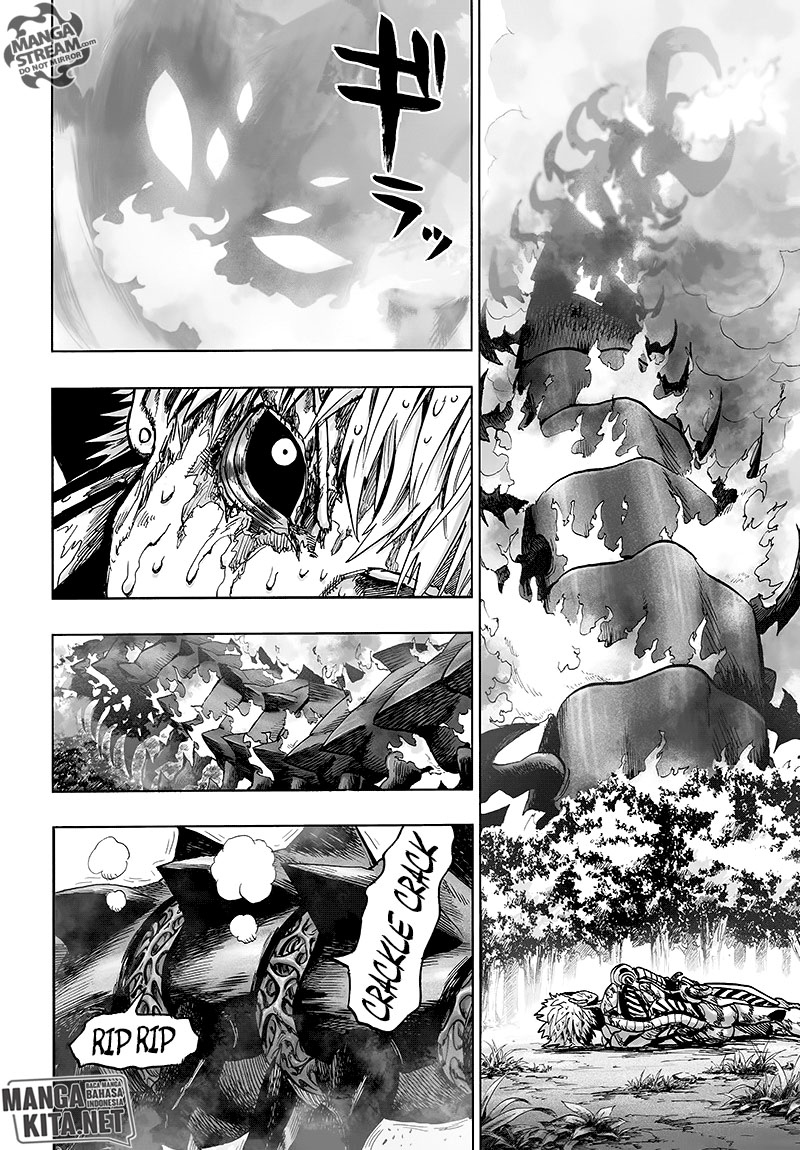 MANGA
STREAM.com
DO NOT MIRROR
ギラッ
CRACKLE CRACK
RIP RIP
MANGA
KITA.NET
BACA MANGA
BAHASA
INDONESIA